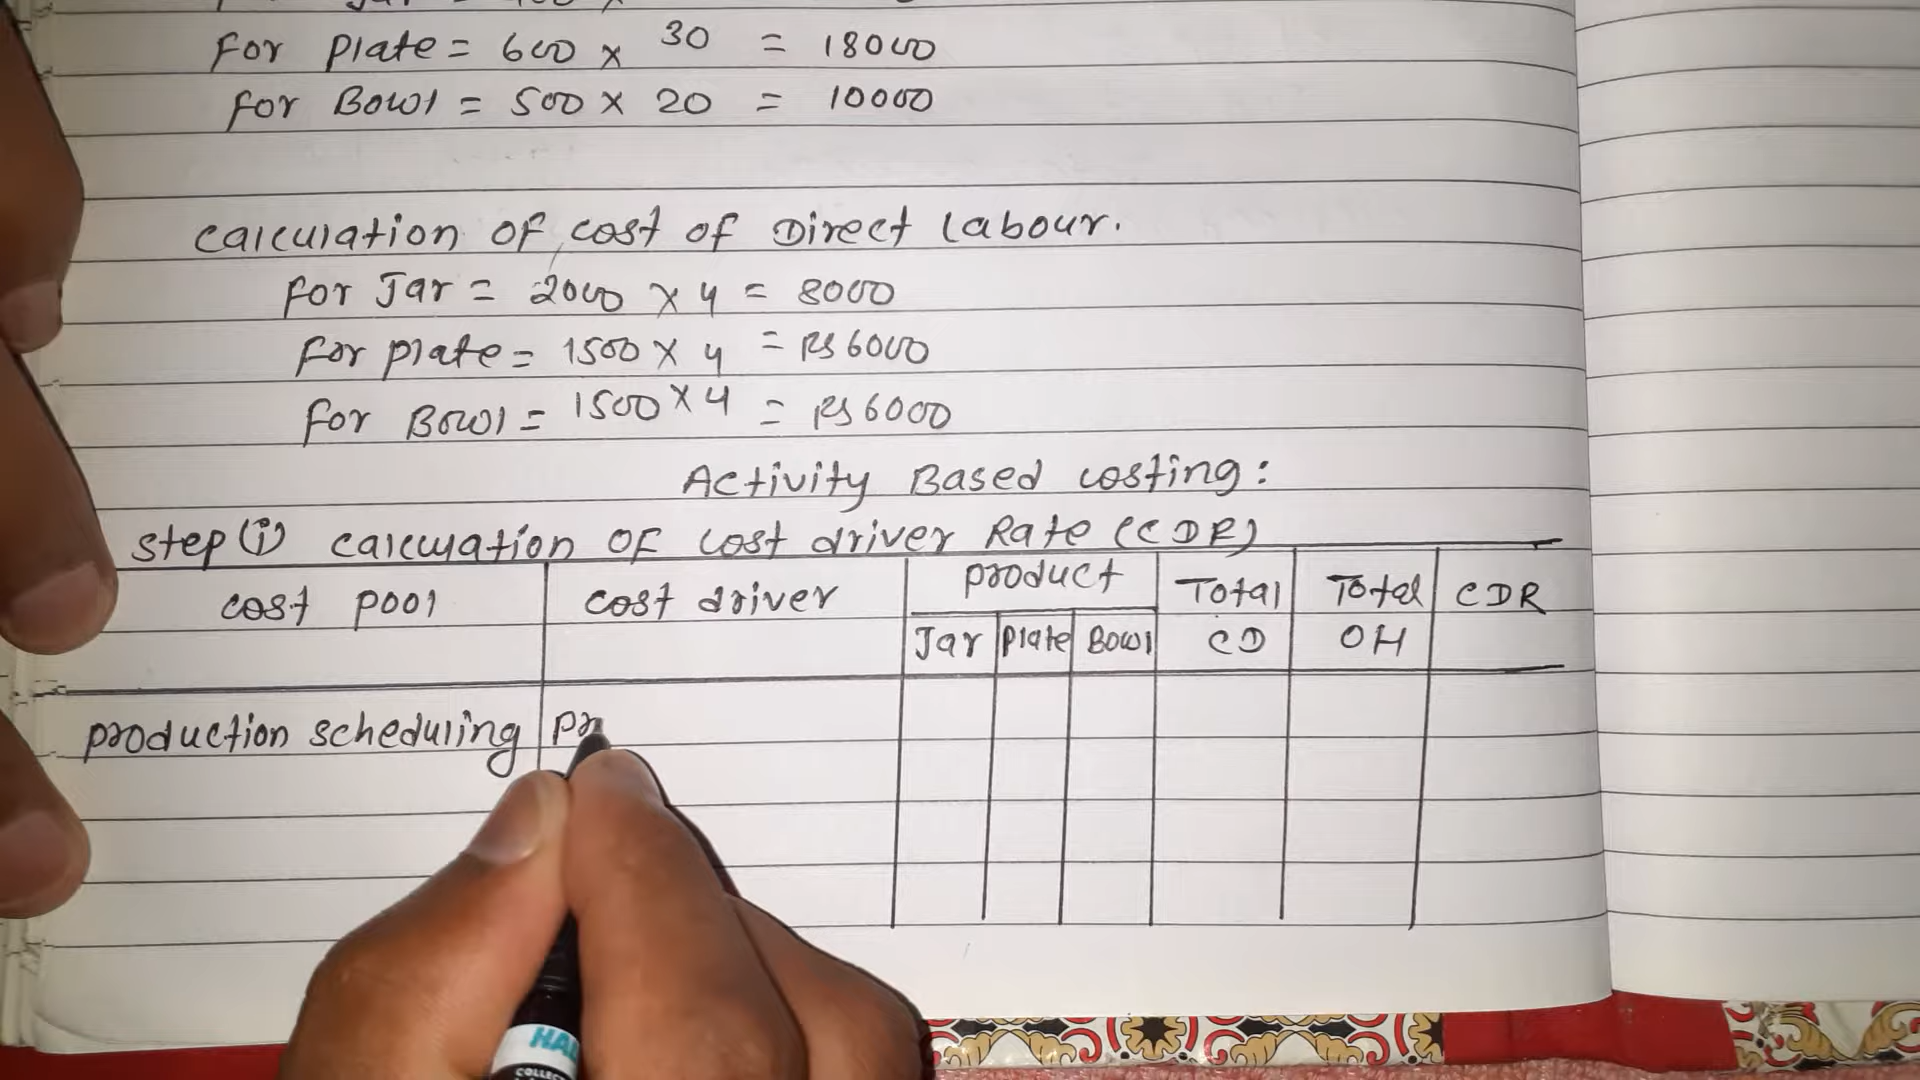 For plate = 600 × 30 = 18000
For Bowl = 500 × 20 = 10000
calculation of cost of Direct labour.
For Jar = 2000 × 4 = 8000
For plate = 1500 × 4 = Rs 6000
For Bowl = 1500 × 4 = Rs 6000
Activity Based costing:
step (i) calculation of cost driver Rate (CDR)
cost pool cost driver product Total Total CDR
Jar plate Bowl CD OH
production scheduling pr
HAL
COLLEC